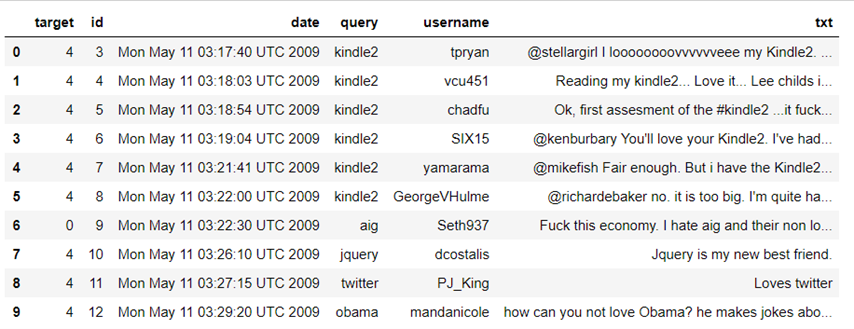 target id date query username txt
0 4 3 Mon May 11 03:17:40 UTC 2009 kindle2 tpryan @stellargirl I loooooooovvvvvveee my Kindle2. ...
1 4 4 Mon May 11 03:18:03 UTC 2009 kindle2 vcu451 Reading my kindle2... Love it... Lee childs i...
2 4 5 Mon May 11 03:18:54 UTC 2009 kindle2 chadfu Ok, first assesment of the #kindle2 ...it fuck...
3 4 6 Mon May 11 03:19:04 UTC 2009 kindle2 SIX15 @kenburbary You'll love your Kindle2. I've had...
4 4 7 Mon May 11 03:21:41 UTC 2009 kindle2 yamarama @mikefish Fair enough. But i have the Kindle2...
5 4 8 Mon May 11 03:22:00 UTC 2009 kindle2 GeorgeVHulme @richardebaker no. it is too big. I'm quite ha...
6 0 9 Mon May 11 03:22:30 UTC 2009 aig Seth937 Fuck this economy. I hate aig and their non lo...
7 4 10 Mon May 11 03:26:10 UTC 2009 jquery dcostalis Jquery is my new best friend.
8 4 11 Mon May 11 03:27:15 UTC 2009 twitter PJ_King Loves twitter
9 4 12 Mon May 11 03:29:20 UTC 2009 obama mandanicole how can you not love Obama? he makes jokes abo...